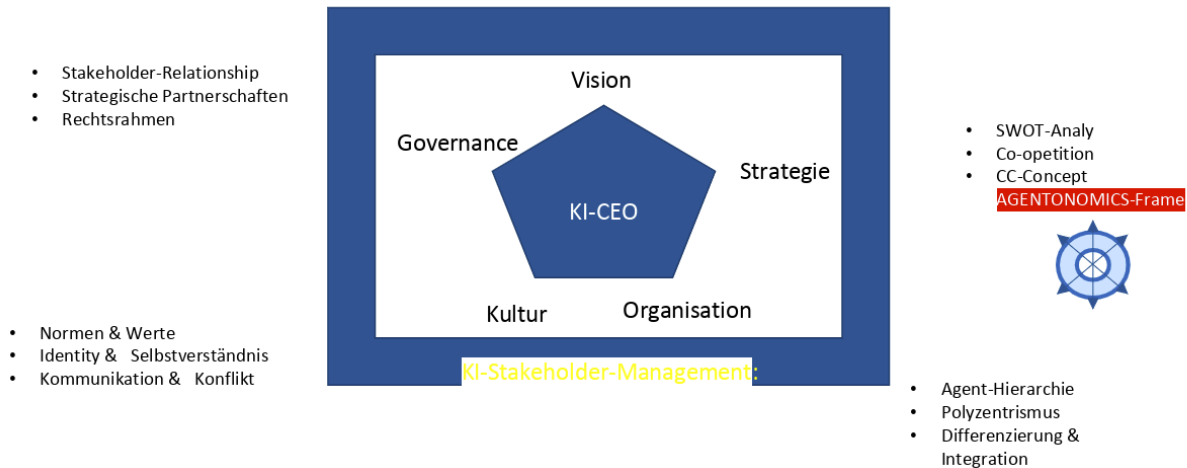 • Stakeholder-Relationship
• Strategische Partnerschaften
• Rechtsrahmen
Vision
Governance
Strategie
KI-CEO
Kultur
Organisation
KI-Stakeholder-Management:
• SWOT-Analy
• Co-opetition
• CC-Concept
AGENTONOMICS-Frame
• Normen & Werte
• Identity & Selbstverständnis
• Kommunikation & Konflikt
• Agent-Hierarchie
• Polyzentrismus
• Differenzierung &
Integration